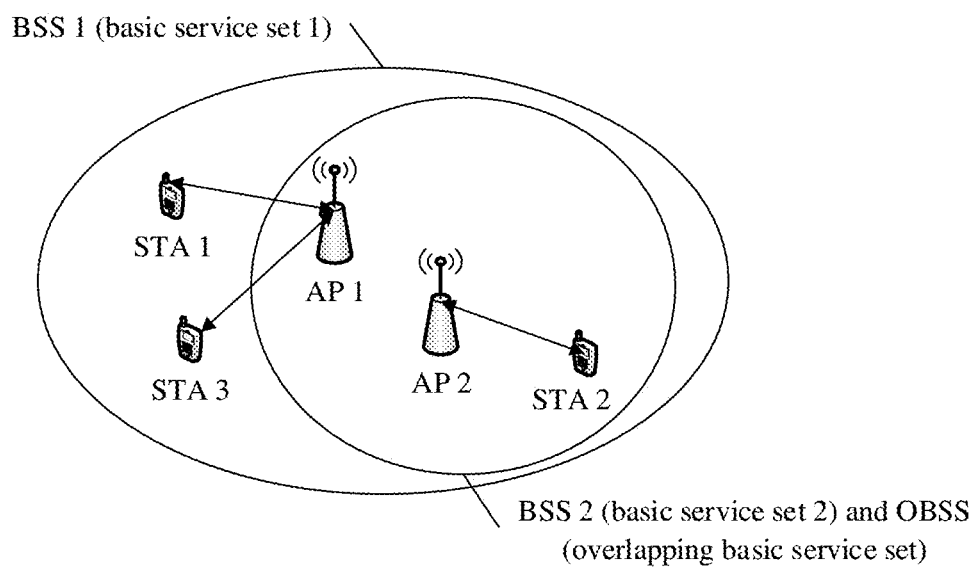 BSS 1 (basic service set 1)
STA 1
AP 1
STA 3
AP 2
STA 2
BSS 2 (basic service set 2) and OBSS
(overlapping basic service set)